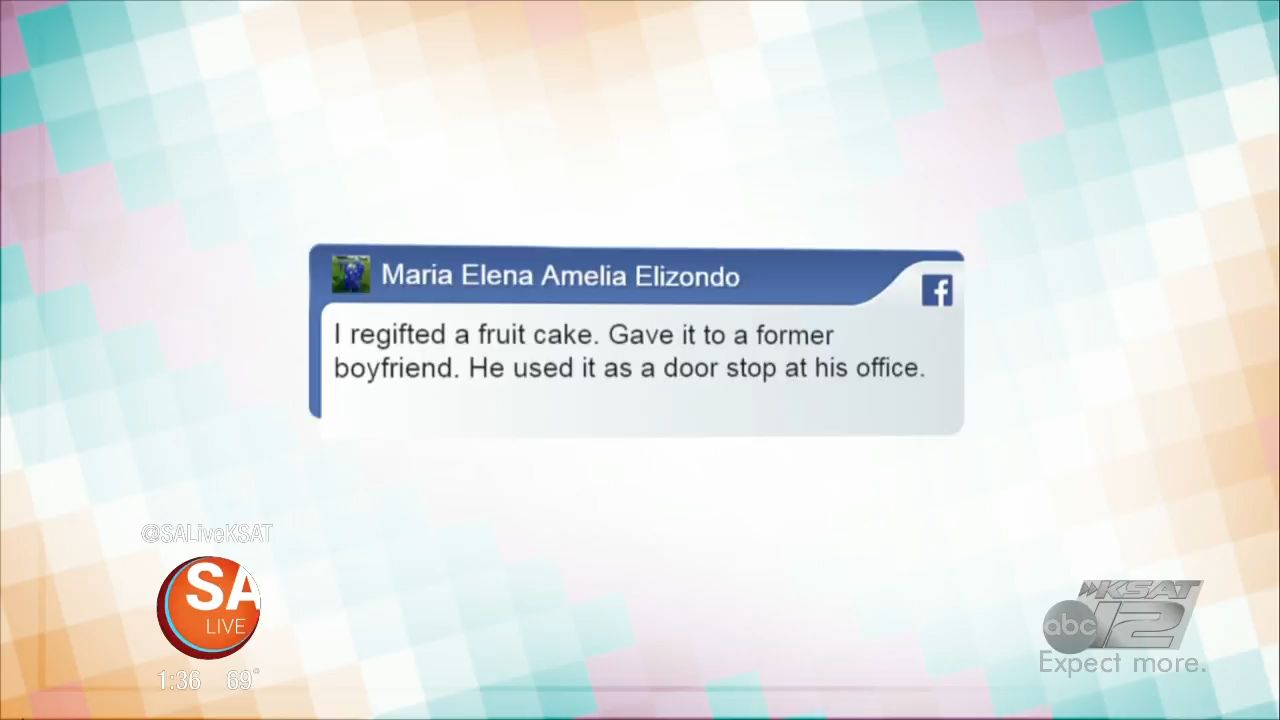 Maria Elena Amelia Elizondo
I regifted a fruit cake. Gave it to a former
boyfriend. He used it as a door stop at his office.
@SALiveKSAT
SA
LIVE
1:36 69°
KSAT
abc 12
Expect more.